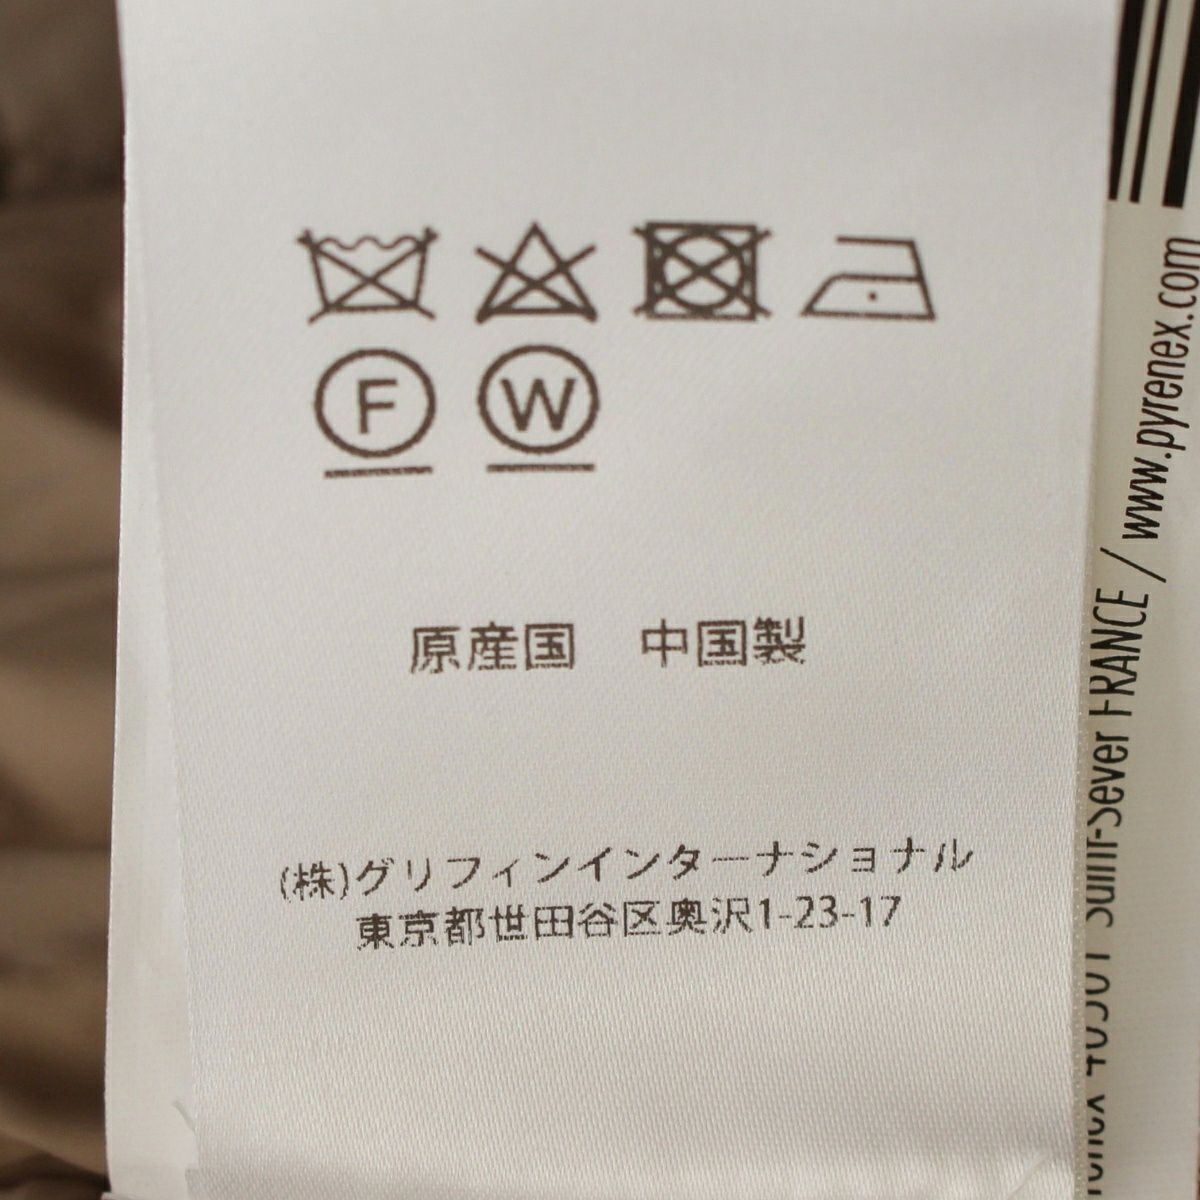 F W
原産国 中国製
(株)グリフィンインターナショナル
東京都世田谷区奥沢1-23-17
Saint-Sever FRANCE / www.pyrenex.com